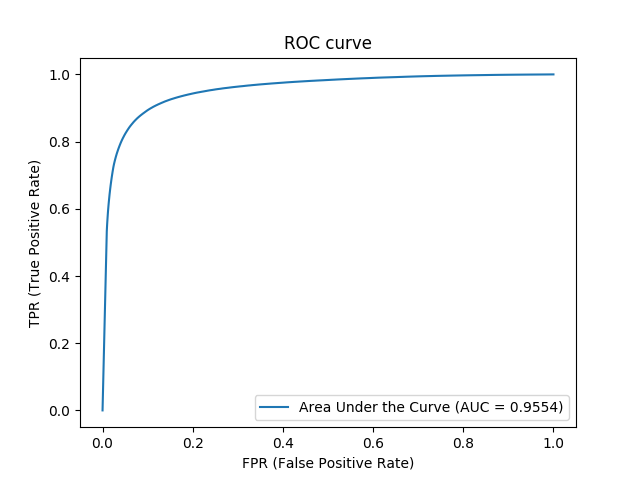 ROC curve
TPR (True Positive Rate)
1.0
0.8
0.6
0.4
0.2
0.0
Area Under the Curve (AUC = 0.9554)
0.0 0.2 0.4 0.6 0.8 1.0
FPR (False Positive Rate)